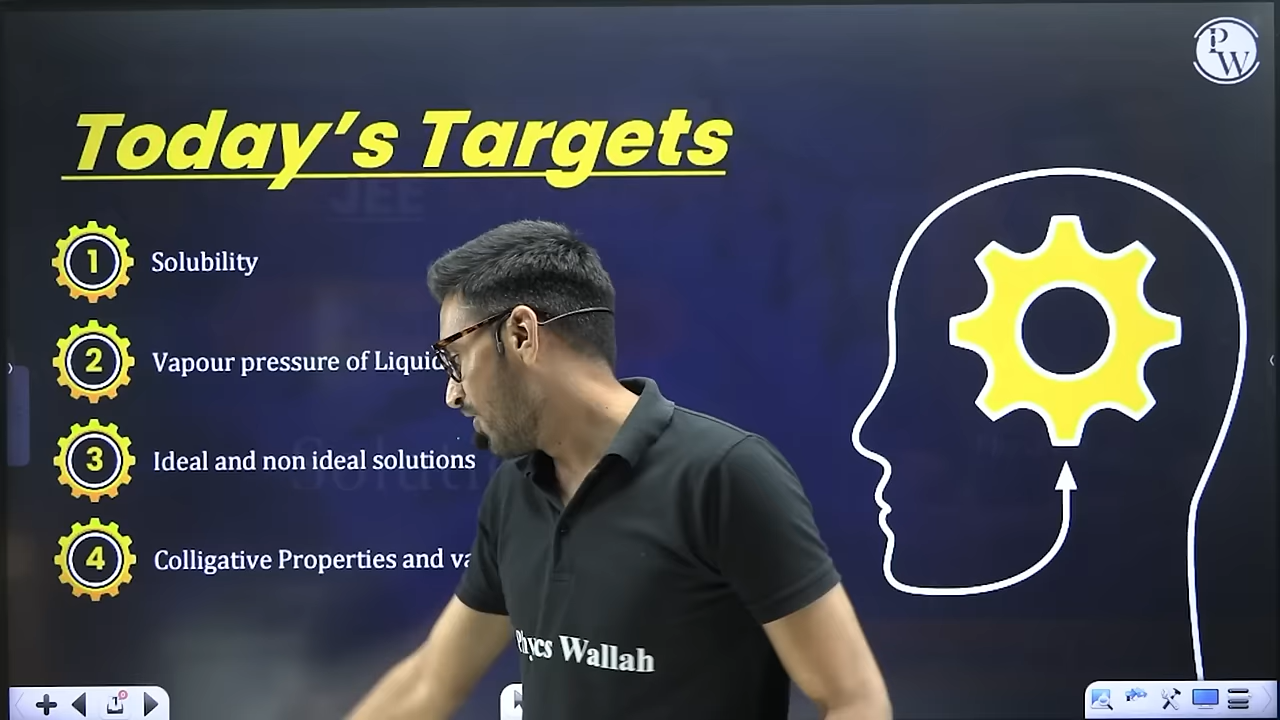 P
W
Today's Targets
JEE
1 Solubility
2 Vapour pressure of Liquid
3 Ideal and non ideal solutions
4 Colligative Properties and va
Physics Wallah